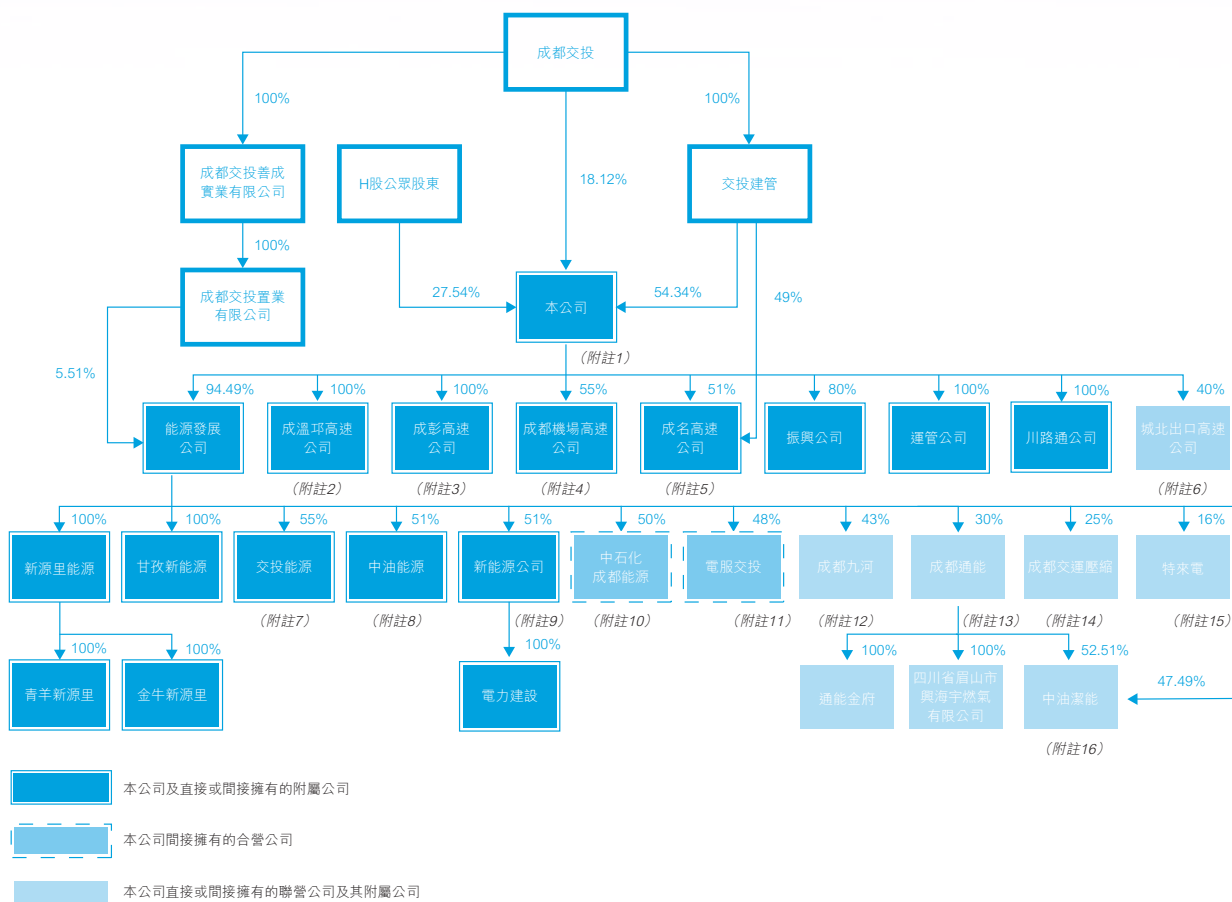 成都交投
100%
100%
成都交投善成
實業有限公司
H股公眾股東
18.12%
交投建管
100%
成都交投置業
有限公司
27.54%
本公司
54.34%
49%
(附註1)
5.51%
94.49%
100%
100%
55%
51%
80%
100%
100%
40%
能源發展
公司
成溫邛高速
公司
成彭高速
公司
成都機場高速
公司
成名高速
公司
振興公司
運管公司
川路通公司
城北出口高速
公司
(附註2)
(附註3)
(附註4)
(附註5)
(附註6)
100%
100%
55%
51%
51%
50%
48%
43%
30%
25%
16%
新源里能源
甘孜新能源
交投能源
中油能源
新能源公司
中石化
成都能源
電服交投
成都九河
成都通能
成都交運壓縮
特來電
(附註7)
(附註8)
(附註9)
(附註10)
(附註11)
(附註12)
(附註13)
(附註14)
(附註15)
100%
100%
100%
100%
100%
52.51%
青羊新源里
金牛新源里
電力建設
通能金府
四川省眉山市
興海宇燃氣
有限公司
中油潔能
47.49%
(附註16)
本公司及直接或間接擁有的附屬公司
本公司間接擁有的合營公司
本公司直接或間接擁有的聯營公司及其附屬公司